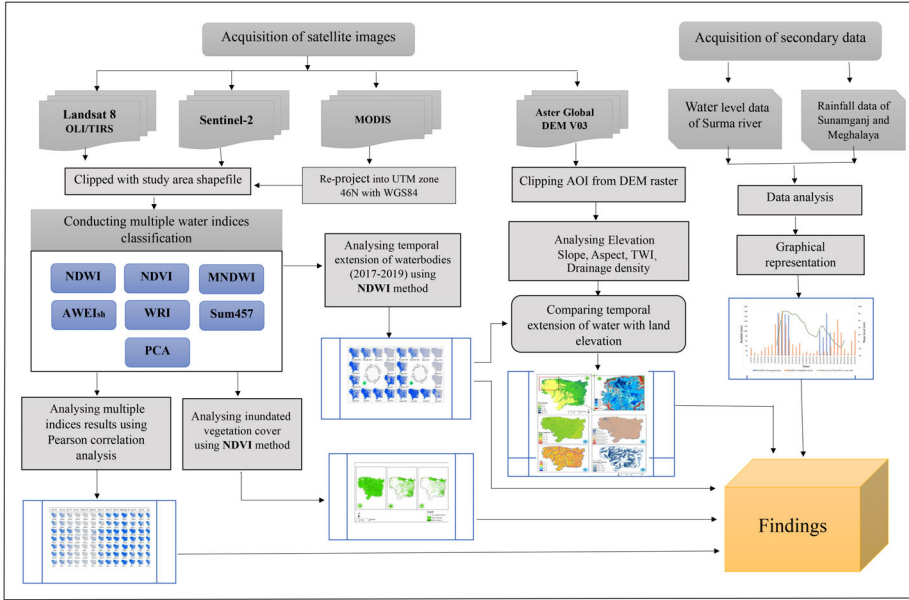 Acquisition of satellite images
Acquisition of secondary data
Landsat 8
OLI/TIRS
Sentinel-2
MODIS
Aster Global
DEM V03
Water level data
of Surma river
Rainfall data of
Sunamganj and
Meghalaya
Clipped with study area shapefile
Re-project into UTM zone
46N with WGS84
Clipping AOI from DEM raster
Data analysis
Conducting multiple water indices
classification
NDWI
NDVI
MNDWI
AWEIsh
WRI
Sum457
PCA
Analysing temporal
extension of waterbodies
(2017-2019) using
NDWI method
Analysing Elevation
Slope, Aspect, TWI,
Drainage density
Graphical
representation
Comparing temporal
extension of water with land
elevation
Analysing multiple
indices results using
Pearson correlation
analysis
Analysing inundated
vegetation cover
using NDVI method
Findings